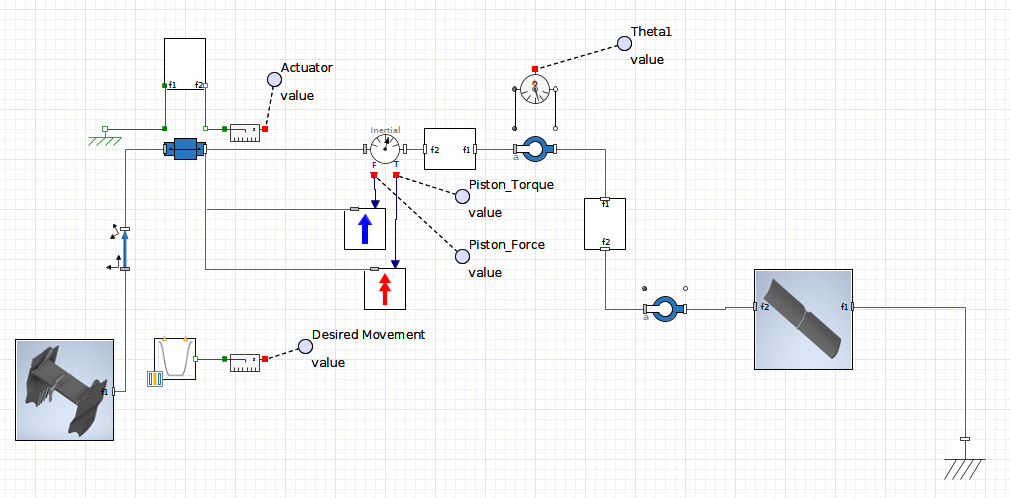 Theta1
value
Actuator
value
f1 f2
Inertial
f2 f1
a
F T
Piston_Torque
value
f1
f2
Piston_Force
value
a
f2 f1
Desired Movement
value
f1